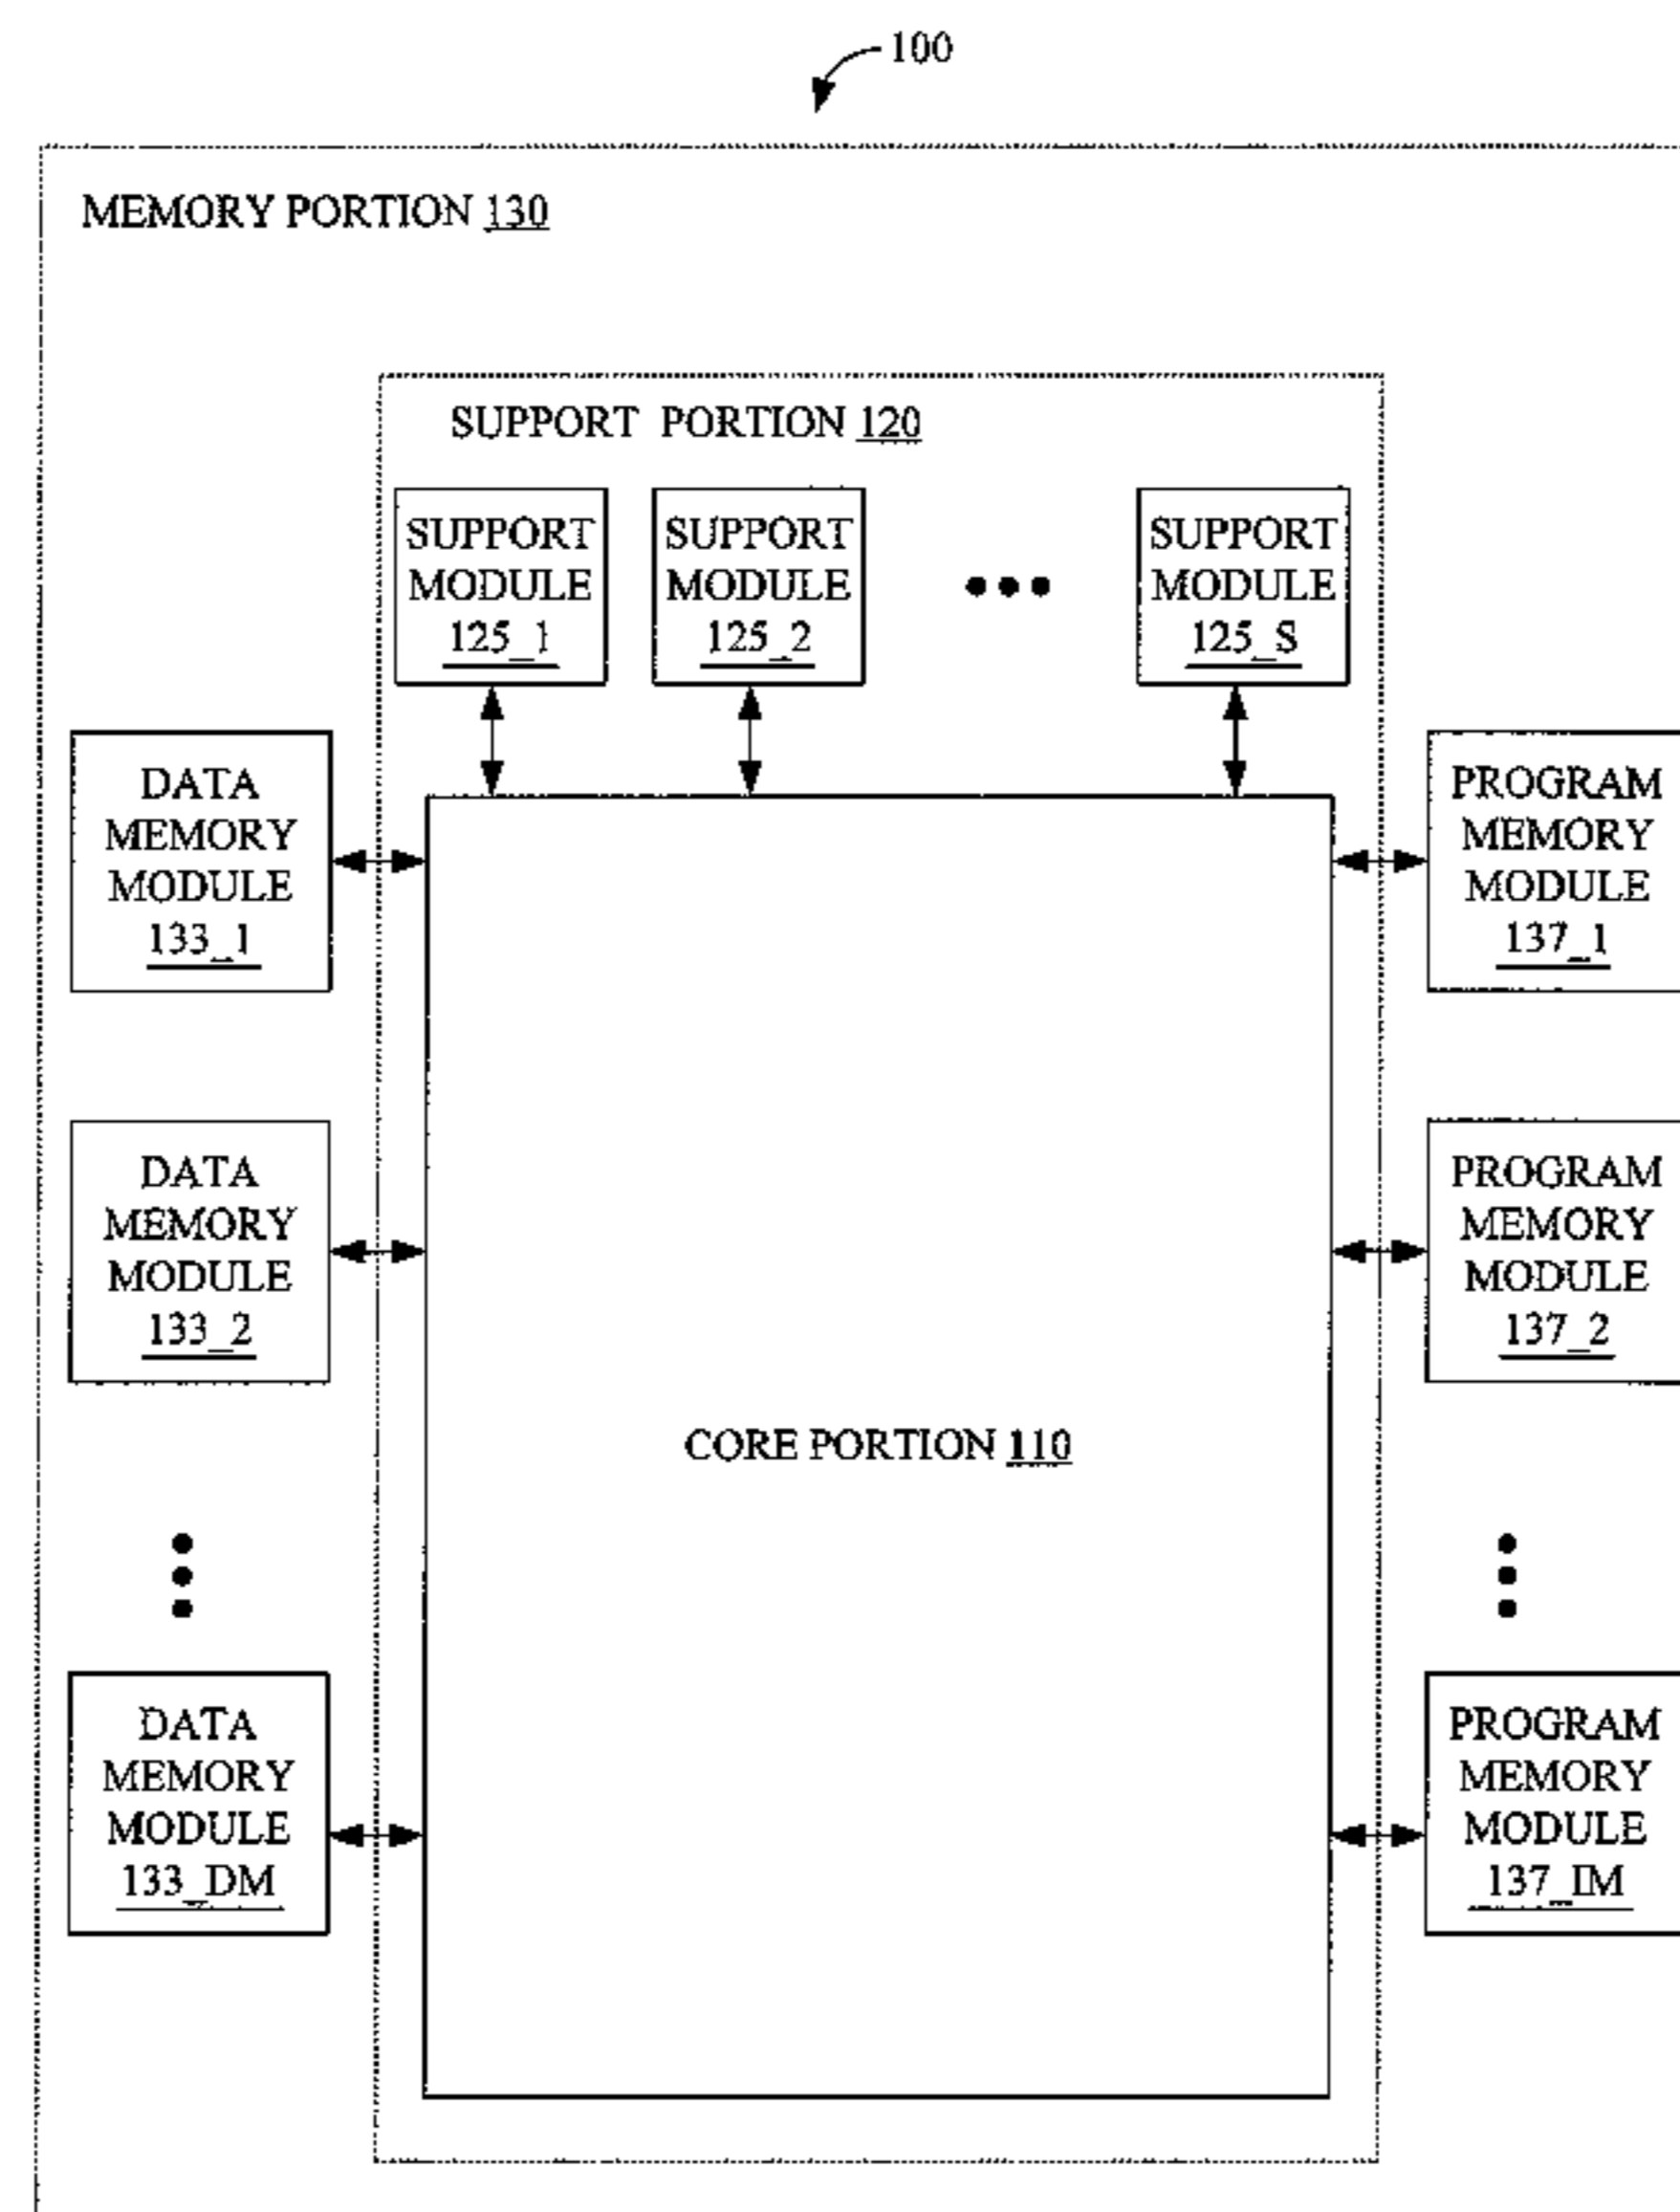 100
MEMORY PORTION 130
SUPPORT PORTION 120
SUPPORT
MODULE
125_1
SUPPORT
MODULE
125_2
SUPPORT
MODULE
125_S
DATA
MEMORY
MODULE
133_1
PROGRAM
MEMORY
MODULE
137_1
DATA
MEMORY
MODULE
133_2
PROGRAM
MEMORY
MODULE
137_2
CORE PORTION 110
DATA
MEMORY
MODULE
133_DM
PROGRAM
MEMORY
MODULE
137_IM